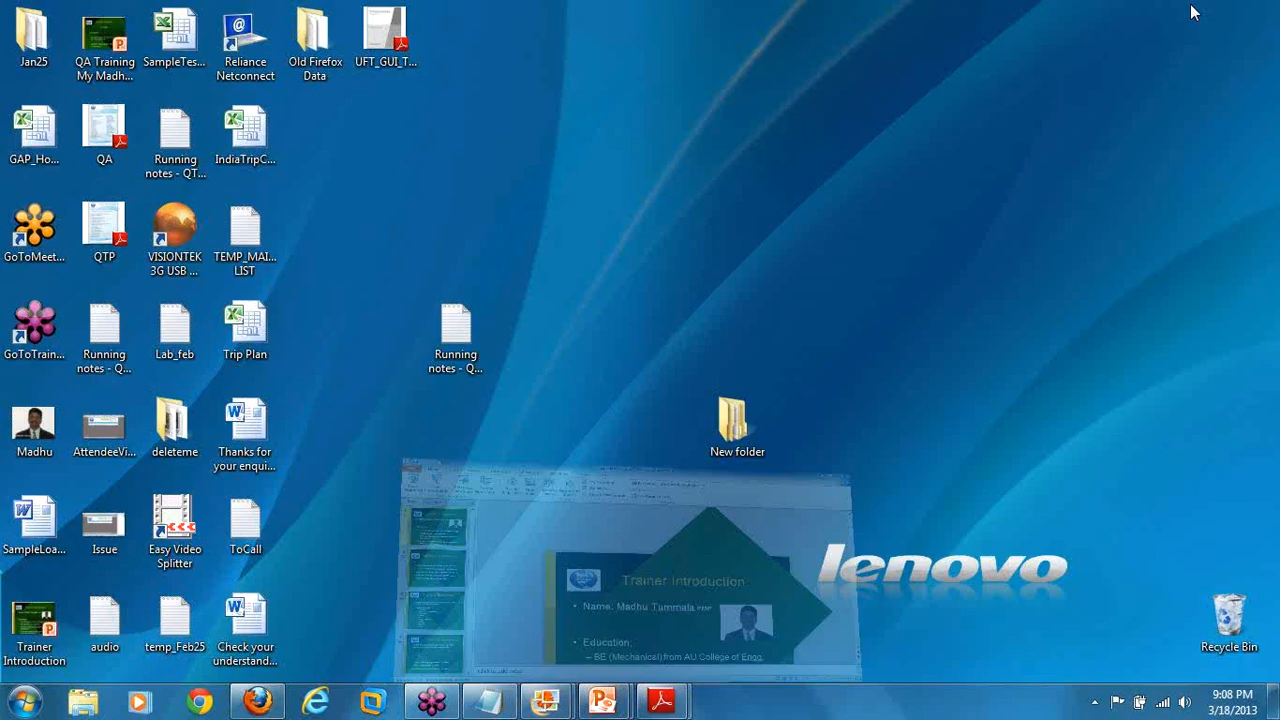 Jan25
QA Training
My Madh...
SampleTes...
Reliance
Netconnect
Old Firefox
Data
UFT_GUI_T...
GAP_Ho...
QA
Running
notes - QT...
IndiaTripC...
GoToMeet...
QTP
VISIONTEK
3G USB ...
TEMP_MAI...
LIST
GoToTrain...
Running
notes - Q...
Lab_feb
Trip Plan
Running
notes - Q...
Madhu
AttendeeVi...
deleteme
Thanks for
your enqui...
New folder
SampleLoa...
Issue
Easy Video
Splitter
ToCall
Trainer Introduction
• Name: Madhu Tummala PMP
• Education:
– BE (Mechanical) from AU College of Engg.
lenovo
Trainer
Introduction
audio
temp_Feb25
Check your
understand...
Recycle Bin
9:08 PM
3/18/2013